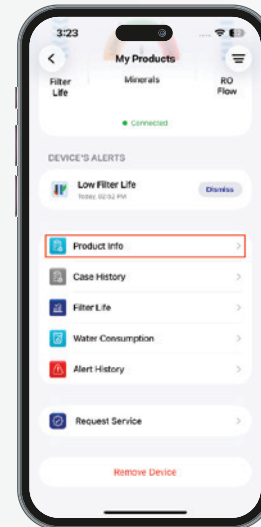 3:23
My Products
Filter Life
Minerals
RO Flow
Connected
DEVICE'S ALERTS
Low Filter Life
Today, 02:52 PM
Dismiss
Product Info
Case History
Filter Life
Water Consumption
Alert History
Request Service
Remove Device